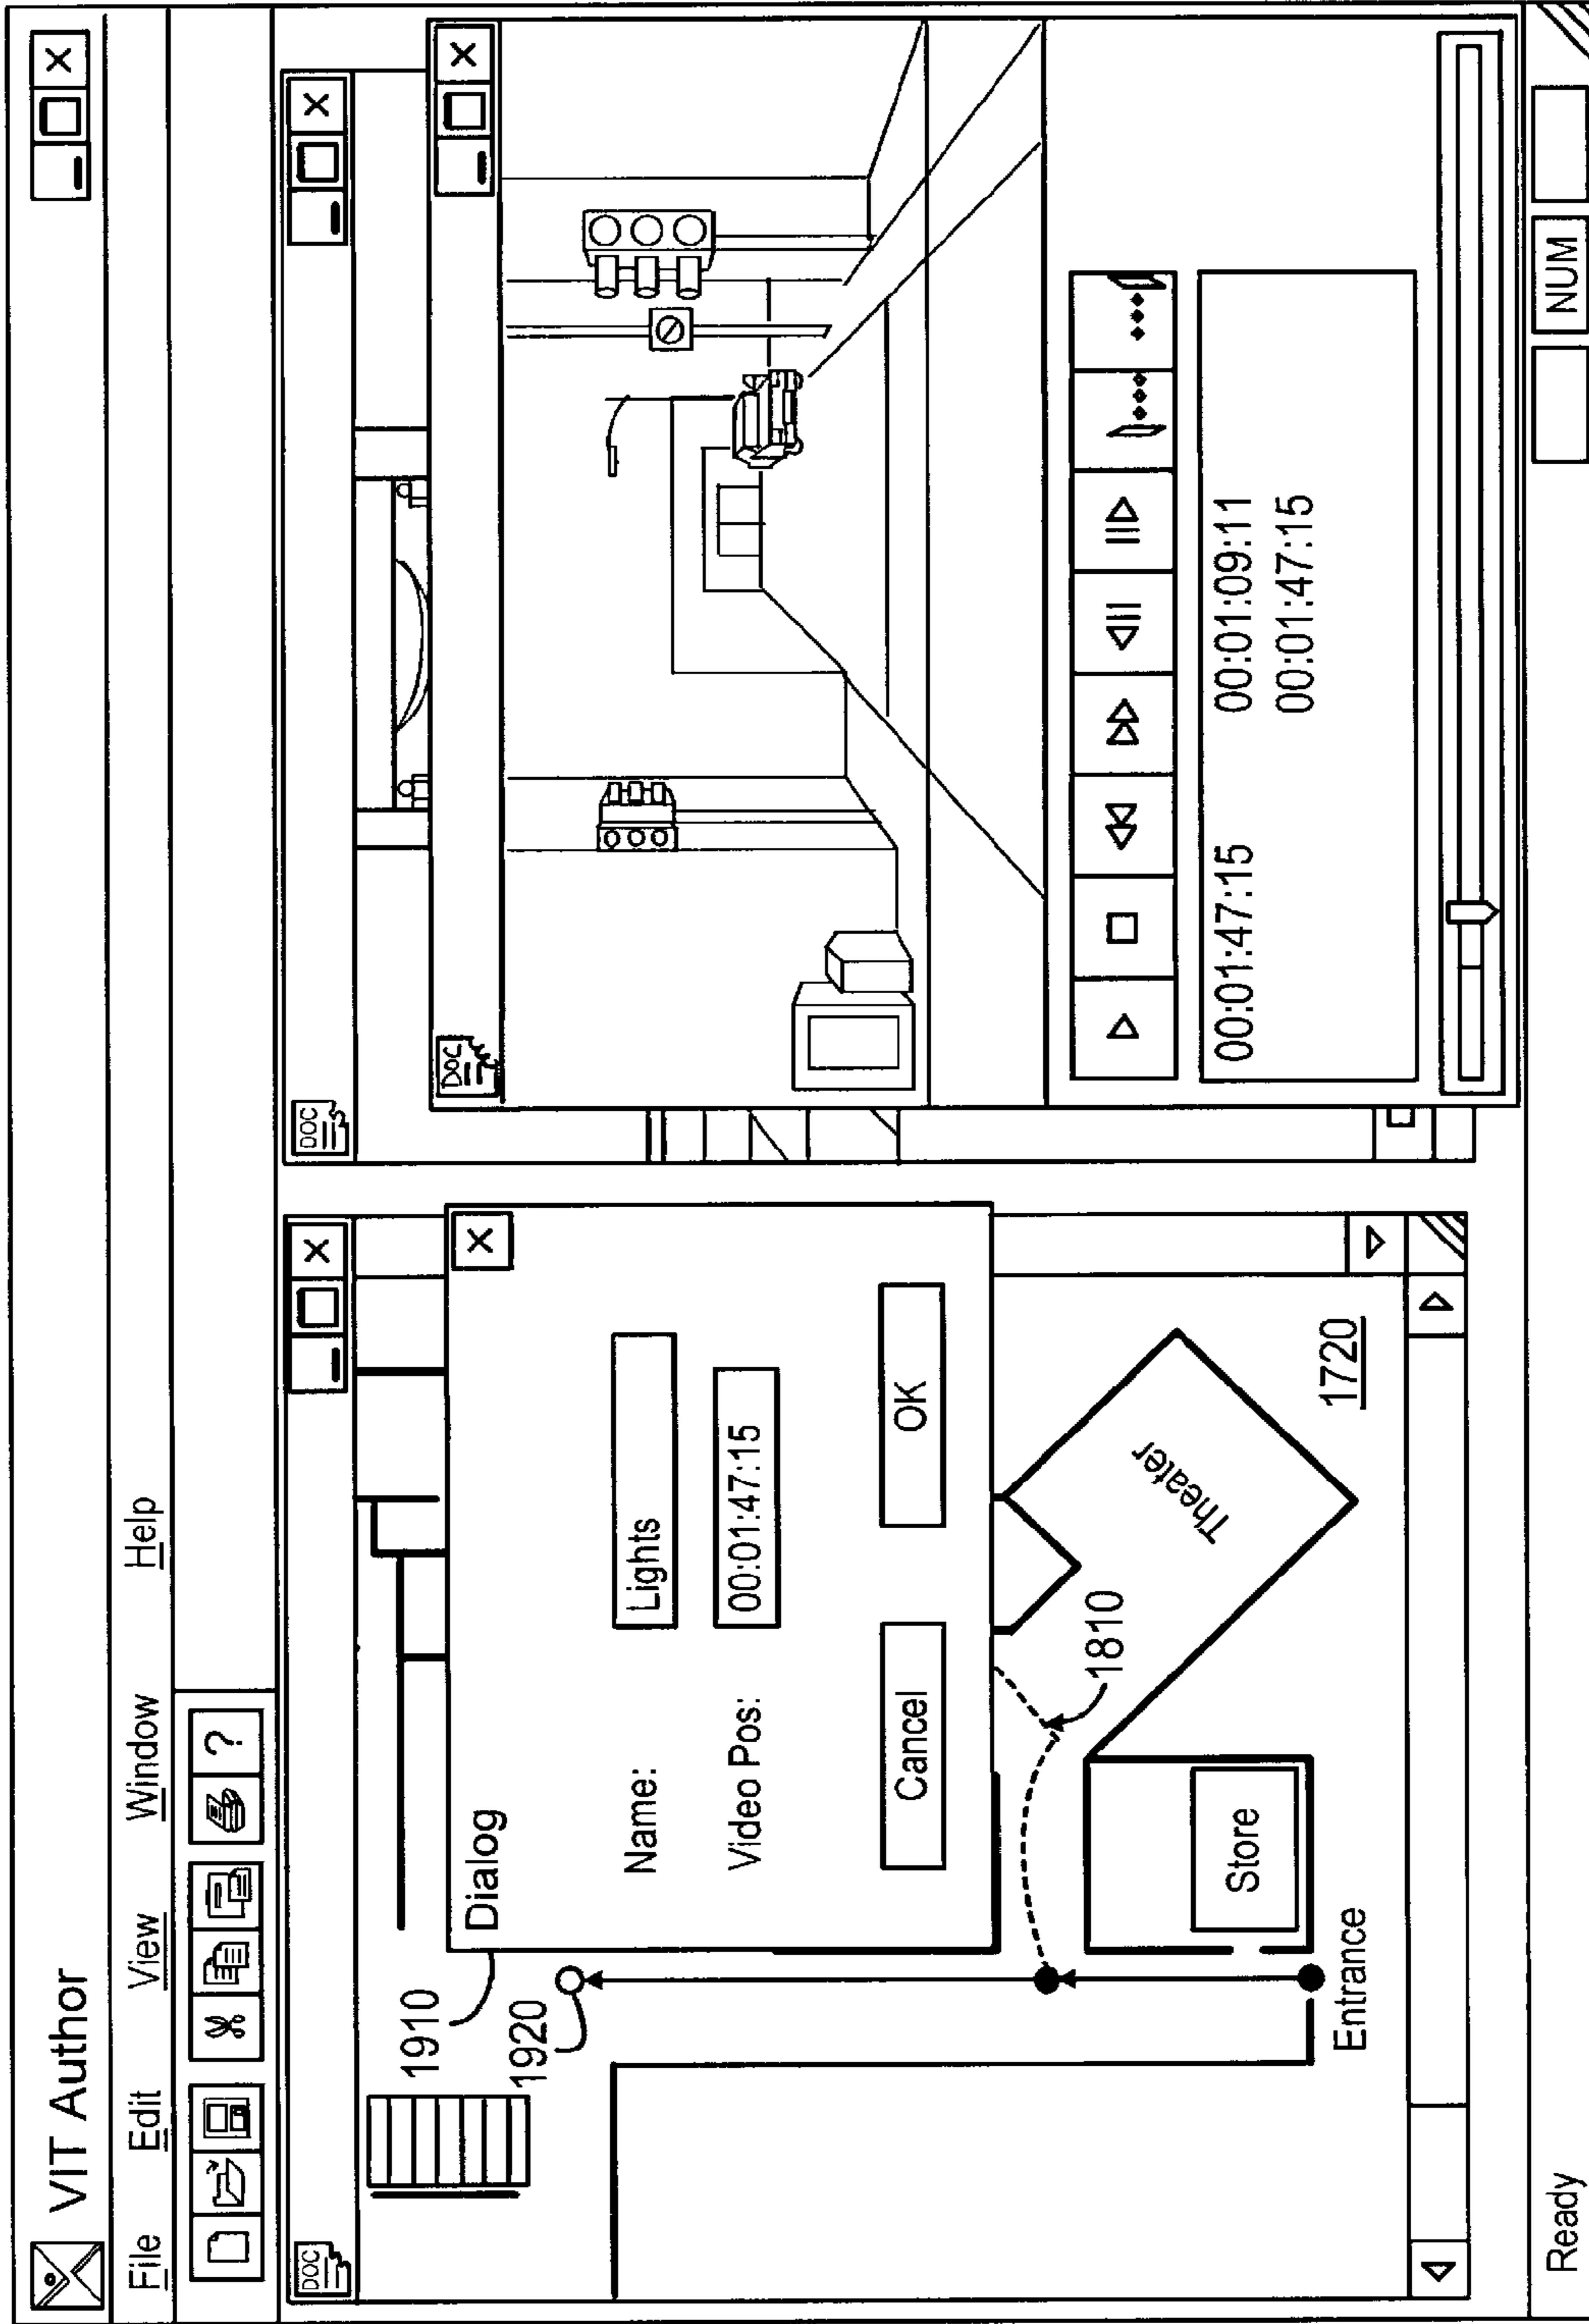 VIT Author
File Edit View Window Help
?
DOC
DOC
DOC
1910
1920
Dialog
Name: Lights
Video Pos: 00:01:47:15
Cancel OK
1810
Theater
Store
Entrance
1720
00:01:47:15 00:01:09:11
00:01:47:15
Ready NUM